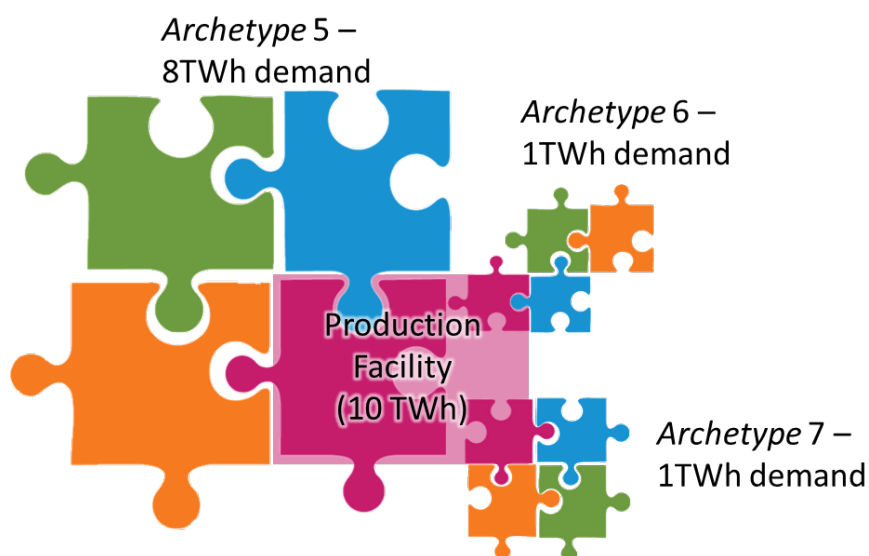 Archetype 5 –
8TWh demand
Archetype 6 –
1TWh demand
Production
Facility
(10 TWh)
Archetype 7 –
1TWh demand